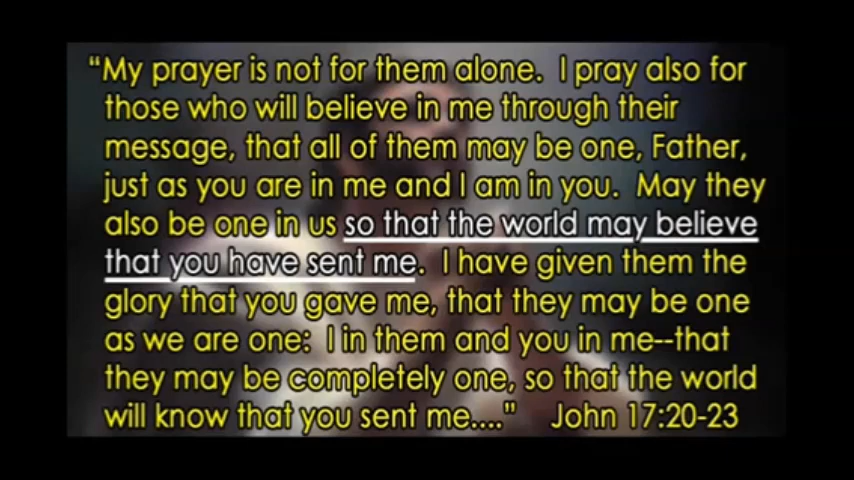 “My prayer is not for them alone. I pray also for
those who will believe in me through their
message, that all of them may be one, Father,
just as you are in me and I am in you. May they
also be one in us so that the world may believe
that you have sent me. I have given them the
glory that you gave me, that they may be one
as we are one: I in them and you in me--that
they may be completely one, so that the world
will know that you sent me...." John 17:20-23